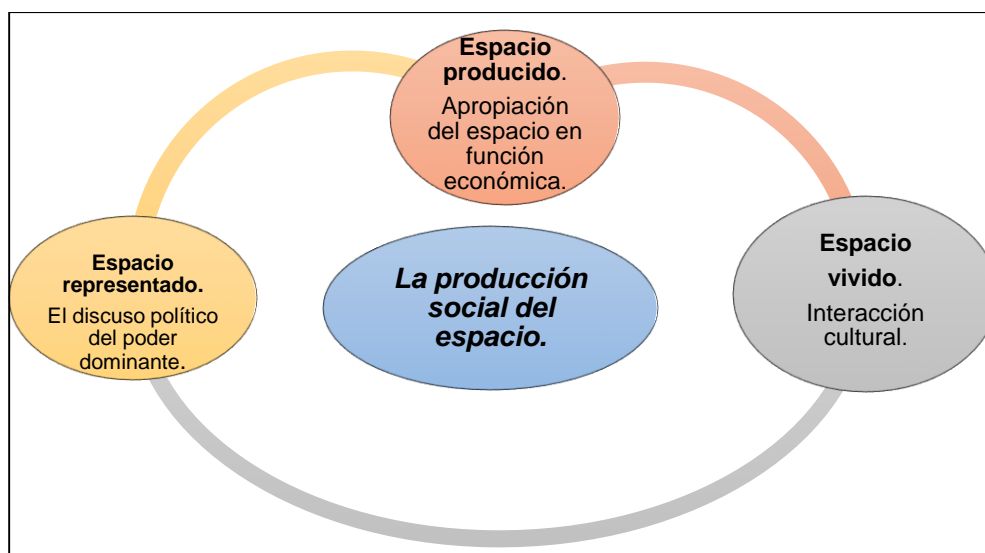 Espacio
producido.
Apropiación
del espacio en
función
económica.
Espacio
representado.
El discuso político
del poder
dominante.
La producción
social del
espacio.
Espacio
vivido.
Interacción
cultural.